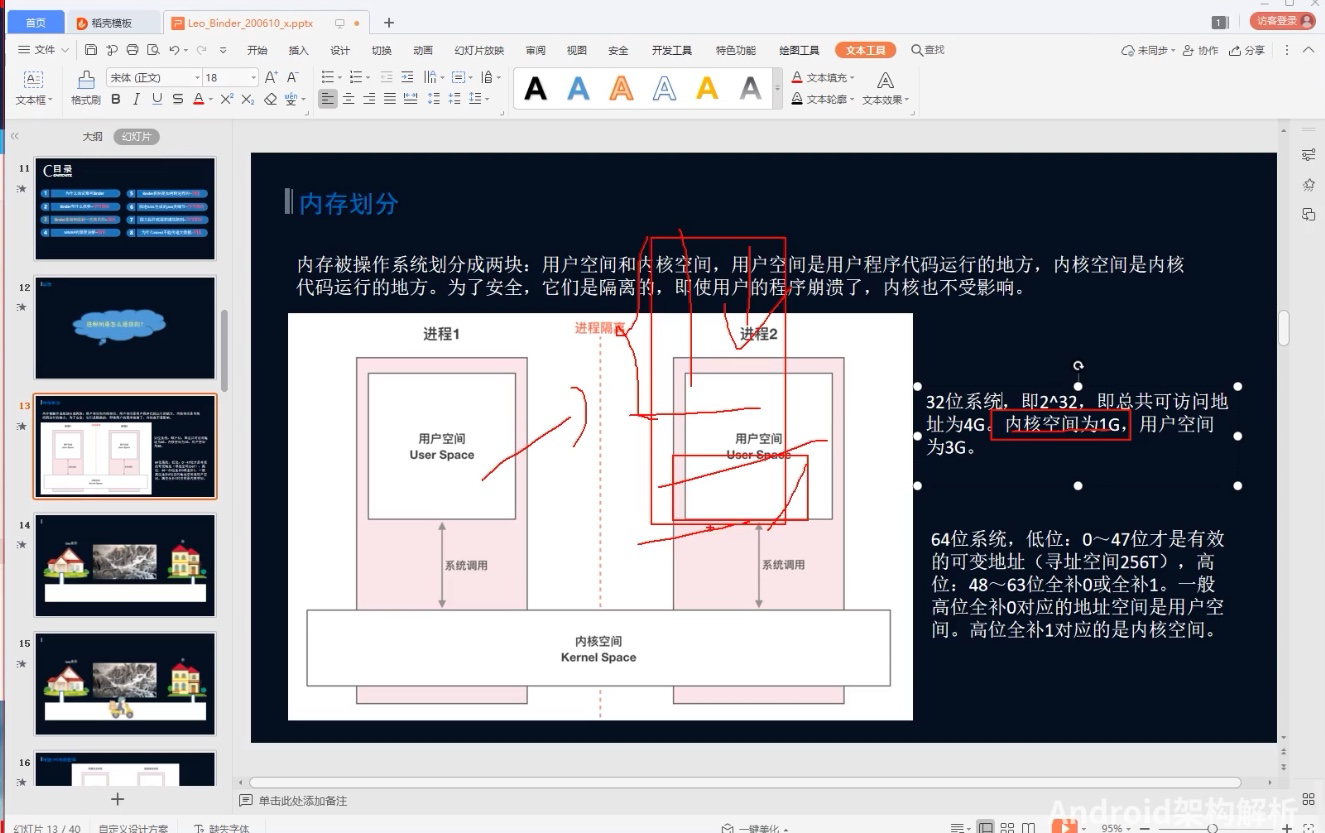 首页
稻壳模板
Leo_Binder_200610_x.pptx
1
访客登录
文件
开始
插入
设计
切换
动画
幻灯片放映
审阅
视图
安全
开发工具
特色功能
绘图工具
文本工具
查找
未同步
协作
分享
文本框
格式刷
宋体 (正文)
18
文本填充
文本轮廓
文本效果
大纲
幻灯片
11
目录
12
13
14
15
16
内存划分
内存被操作系统划分成两块：用户空间和内核空间，用户空间是用户程序代码运行的地方，内核空间是内核
代码运行的地方。为了安全，它们是隔离的，即使用户的程序崩溃了，内核也不受影响。
进程1
进程隔离
进程2
用户空间
User Space
用户空间
User Space
系统调用
系统调用
内核空间
Kernel Space
32位系统，即2^32，即总共可访问地
址为4G。内核空间为1G，用户空间
为3G。
64位系统，低位：0～47位才是有效
的可变地址（寻址空间256T），高
位：48～63位全补0或全补1。一般
高位全补0对应的地址空间是用户空
间。高位全补1对应的是内核空间。
单击此处添加备注
Android架构解析
幻灯片 13 / 40
自定义设计方案
缺失字体
一键美化
95%